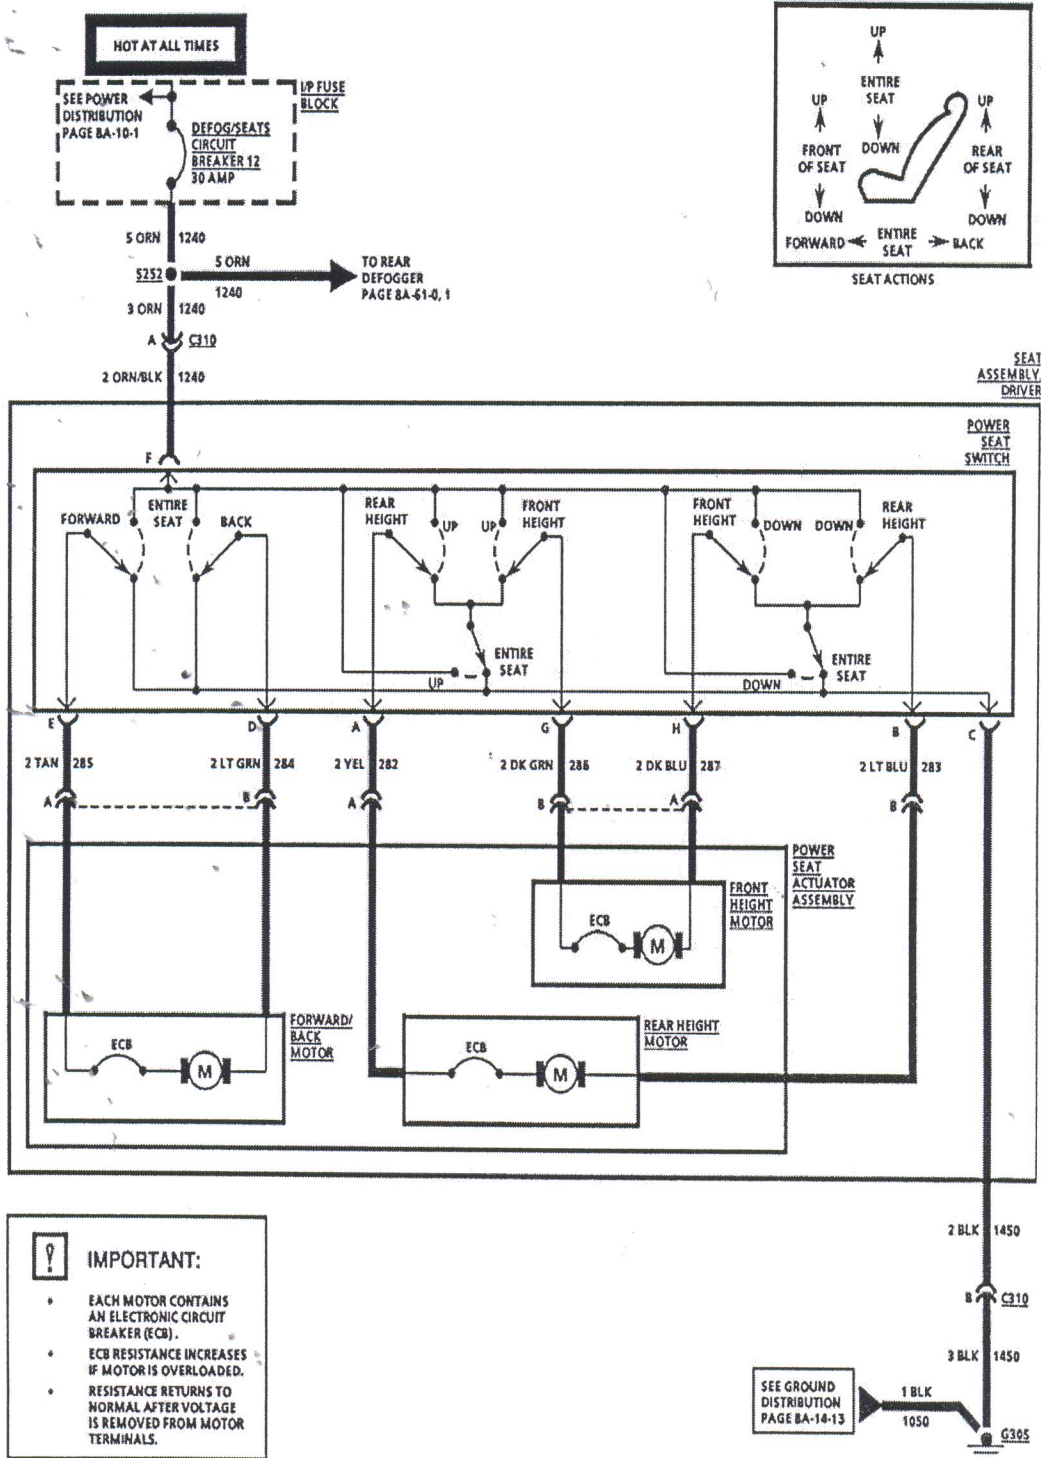 HOT AT ALL TIMES
SEE POWER
DISTRIBUTION
PAGE 8A-10-1
I/P FUSE
BLOCK
DEFOG/SEATS
CIRCUIT
BREAKER 12
30 AMP
5 ORN 1240
S252
5 ORN
1240
TO REAR
DEFOGGER
PAGE 8A-61-0, 1
3 ORN 1240
A C310
2 ORN/BLK 1240
UP
ENTIRE
SEAT
DOWN
UP
FRONT
OF SEAT
DOWN
UP
REAR
OF SEAT
DOWN
FORWARD ENTIRE
SEAT BACK
SEAT ACTIONS
SEAT
ASSEMBLY,
DRIVER
POWER
SEAT
SWITCH
F
FORWARD
ENTIRE
SEAT
BACK
REAR
HEIGHT
UP
UP
FRONT
HEIGHT
FRONT
HEIGHT
DOWN
DOWN
REAR
HEIGHT
ENTIRE
SEAT
UP
ENTIRE
SEAT
DOWN
E D A G H B C
2 TAN 285
2 LT GRN 284
2 YEL 282
2 DK GRN 286
2 DK BLU 287
2 LT BLU 283
A B A B A B
POWER
SEAT
ACTUATOR
ASSEMBLY
FRONT
HEIGHT
MOTOR
ECB
M
FORWARD/
BACK
MOTOR
ECB
M
REAR HEIGHT
MOTOR
ECB
M
! IMPORTANT:
• EACH MOTOR CONTAINS
AN ELECTRONIC CIRCUIT
BREAKER (ECB).
• ECB RESISTANCE INCREASES
IF MOTOR IS OVERLOADED.
• RESISTANCE RETURNS TO
NORMAL AFTER VOLTAGE
IS REMOVED FROM MOTOR
TERMINALS.
2 BLK 1450
B C310
3 BLK 1450
SEE GROUND
DISTRIBUTION
PAGE 8A-14-13
1 BLK
1050
G305